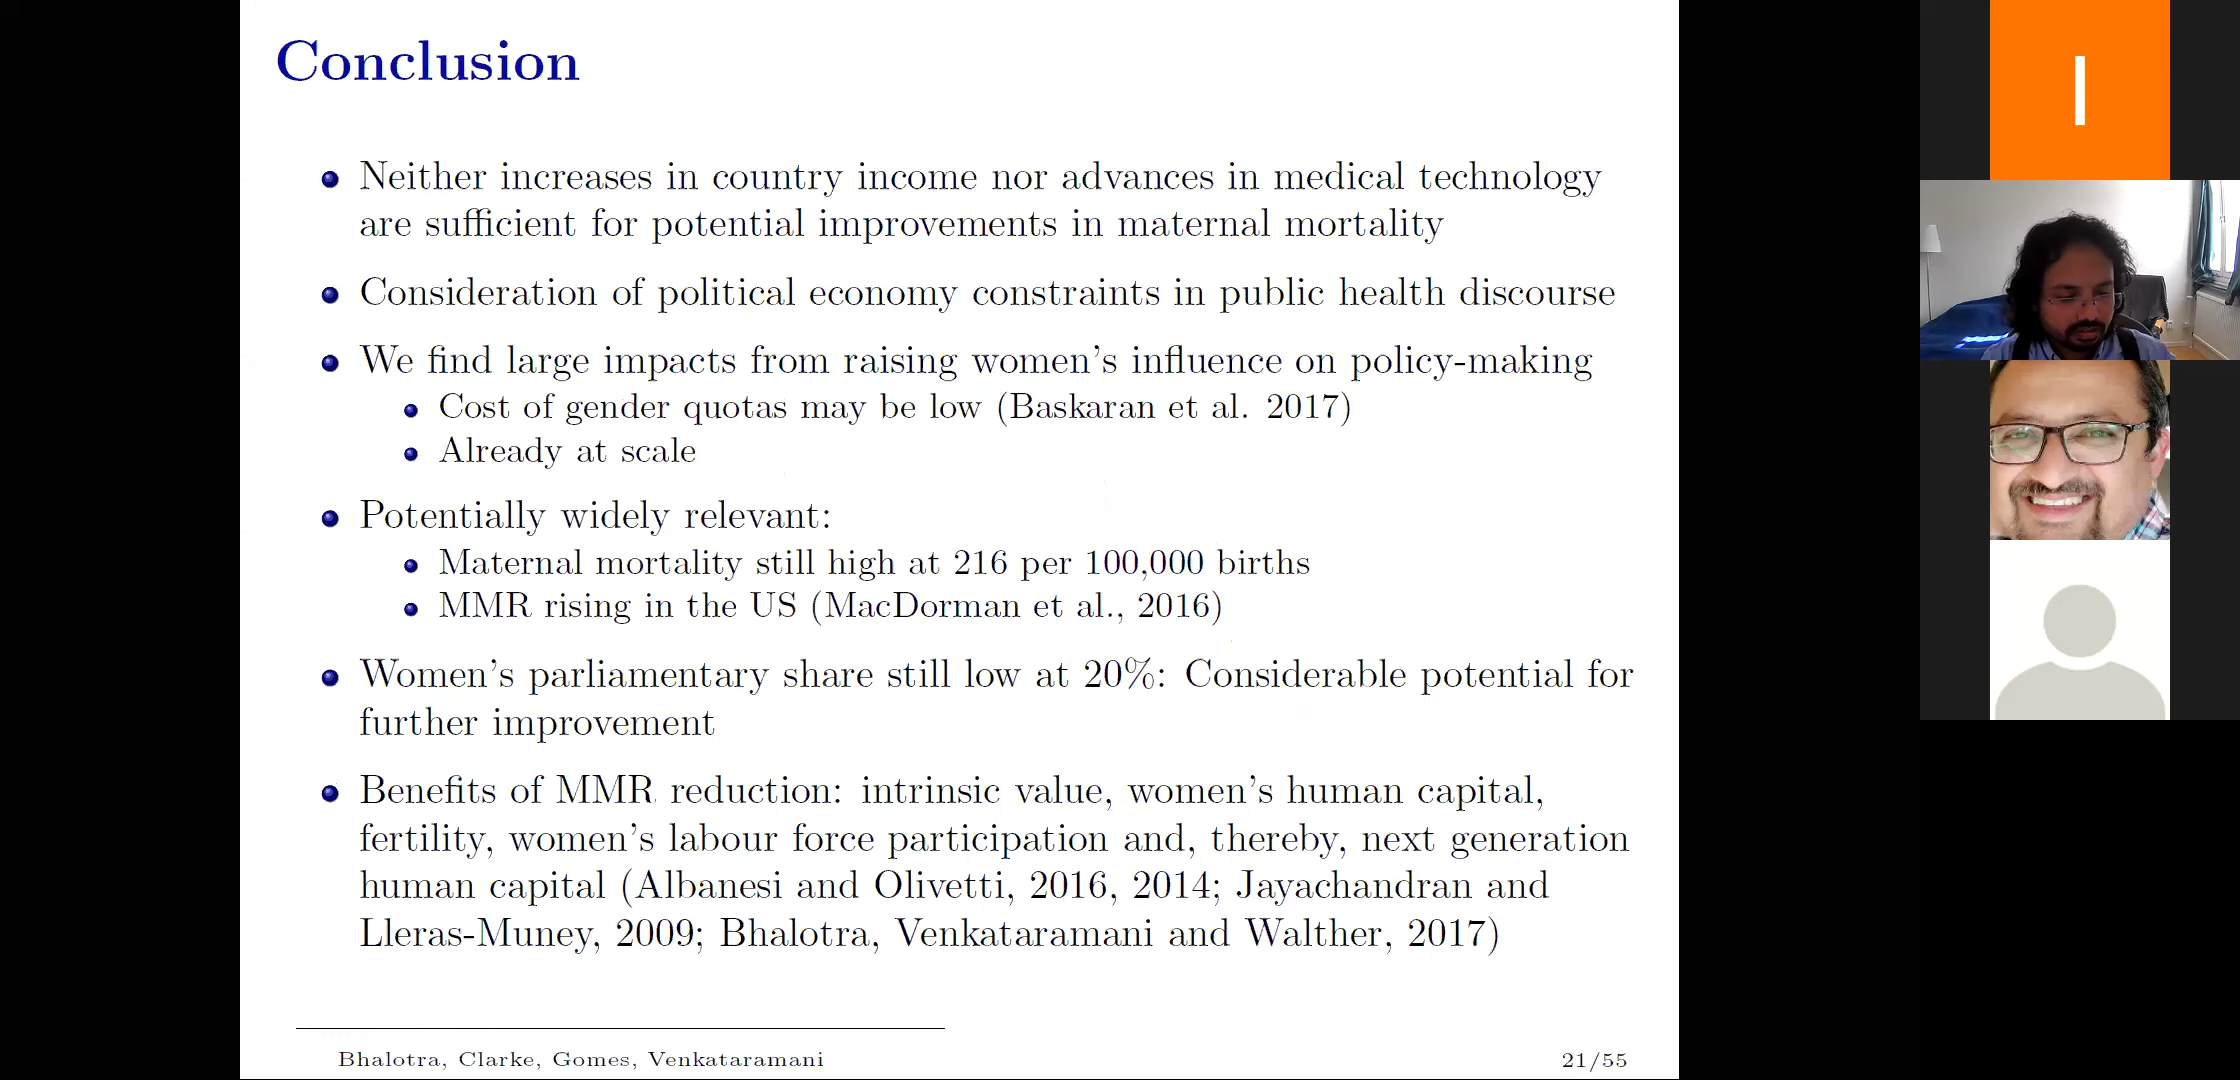 Conclusion
Neither increases in country income nor advances in medical technology
are sufficient for potential improvements in maternal mortality
Consideration of political economy constraints in public health discourse
We find large impacts from raising women's influence on policy-making
Cost of gender quotas may be low (Baskaran et al. 2017)
Already at scale
Potentially widely relevant:
Maternal mortality still high at 216 per 100,000 births
MMR rising in the US (MacDorman et al., 2016)
Women's parliamentary share still low at 20%: Considerable potential for
further improvement
Benefits of MMR reduction: intrinsic value, women's human capital,
fertility, women's labour force participation and, thereby, next generation
human capital (Albanesi and Olivetti, 2016, 2014; Jayachandran and
Lleras-Muney, 2009; Bhalotra, Venkataramani and Walther, 2017)
Bhalotra, Clarke, Gomes, Venkataramani
21/55
I